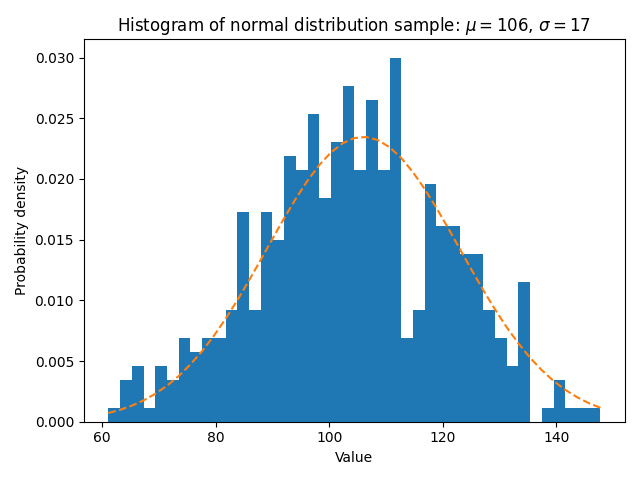 Histogram of normal distribution sample: μ = 106, σ = 17
0.030
0.025
0.020
0.015
0.010
0.005
0.000
Probability density
60 80 100 120 140
Value